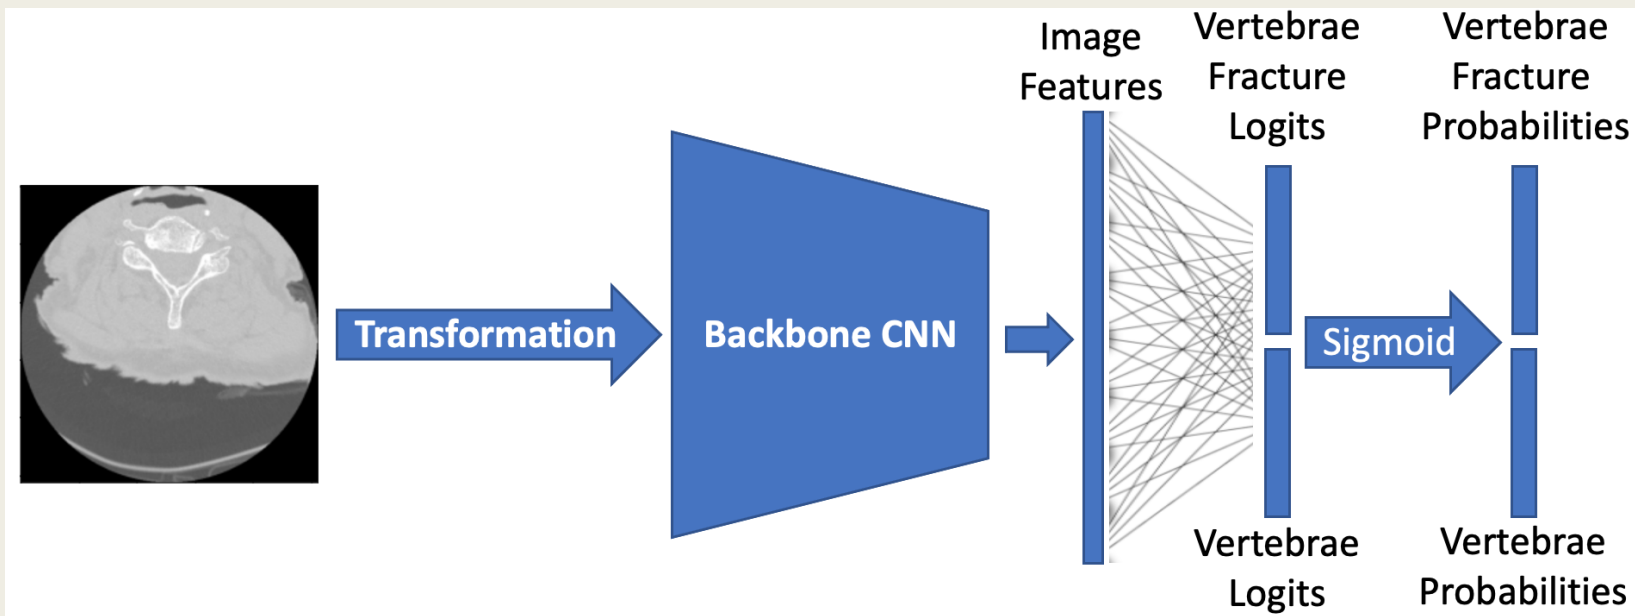 Image
Features
Vertebrae
Fracture
Logits
Vertebrae
Fracture
Probabilities
Transformation
Backbone CNN
Sigmoid
Vertebrae
Logits
Vertebrae
Probabilities